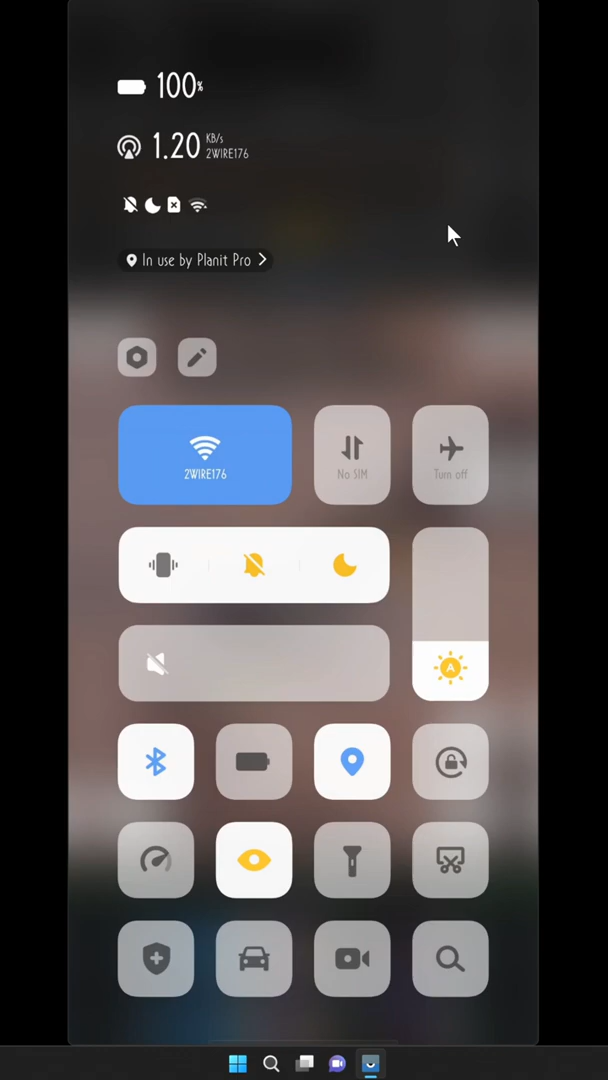 100%
1.20 KB/s
2WIRE176
In use by Planit Pro
2WIRE176
No SIM
Turn off
A